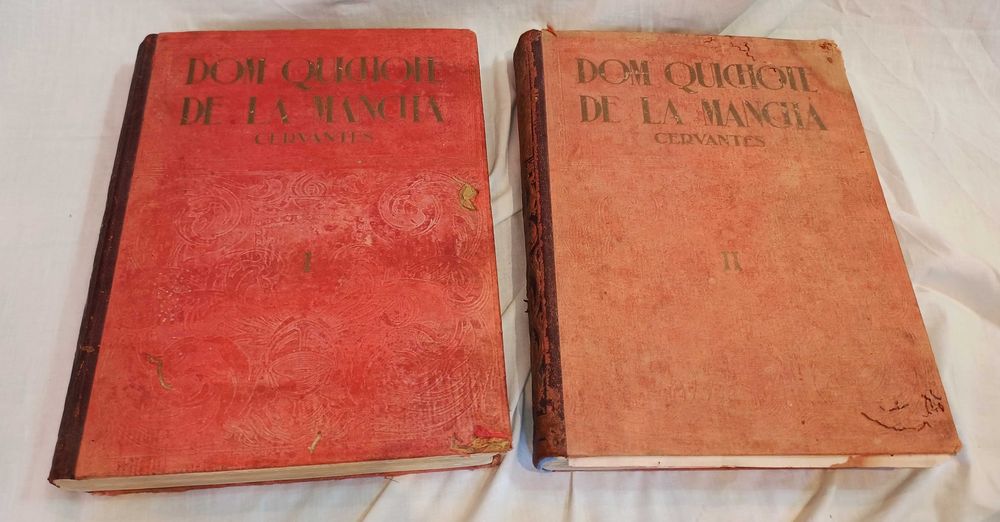 DOM QUICHOTE
DE LA MANCHA
CERVANTES
I
DOM QUICHOTE
DE LA MANCHA
CERVANTES
II